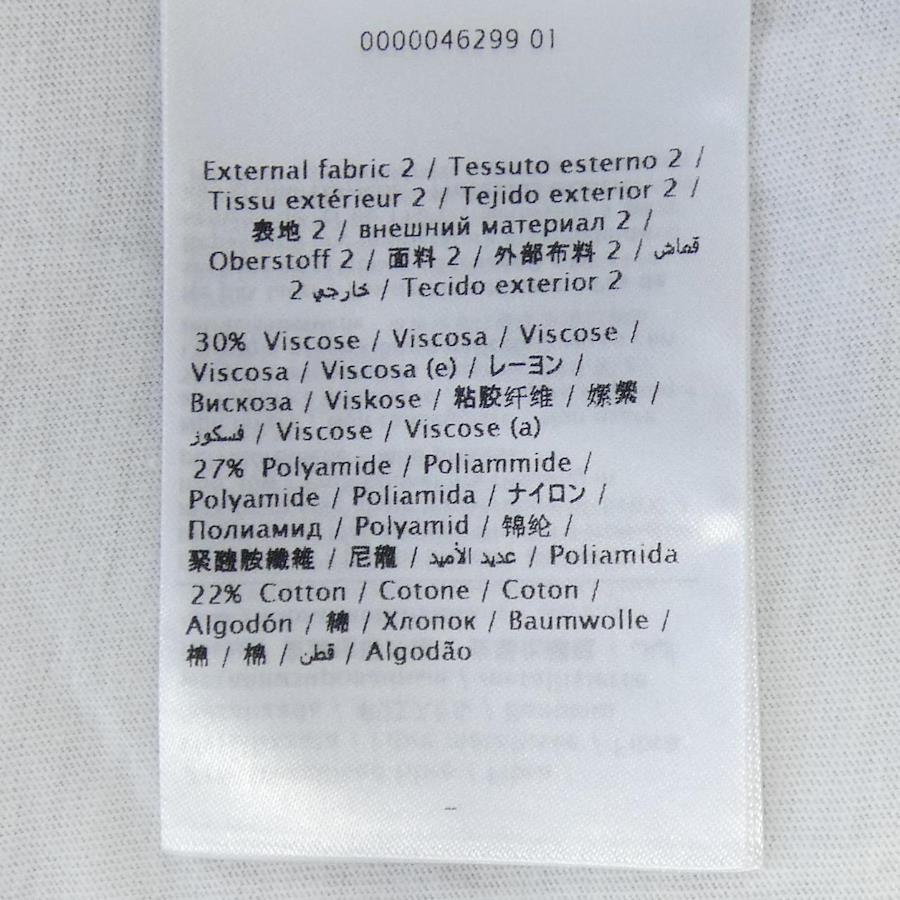 0000046299 01
External fabric 2 / Tessuto esterno 2 /
Tissu extérieur 2 / Tejido exterior 2 /
表地 2 / внешний материал 2 /
Oberstoff 2 / 面料 2 / 外部布料 2 / قماش
خارجي 2 / Tecido exterior 2
30% Viscose / Viscosa / Viscose /
Viscosa / Viscosa (e) / レーヨン /
Вискоза / Viskose / 粘胶纤维 / 嫘縈 /
فسكوز / Viscose / Viscose (a)
27% Polyamide / Poliammide /
Polyamide / Poliamida / ナイロン /
Полиамид / Polyamid / 锦纶 /
聚醯胺纖維 / 尼龍 / عديد الأميد / Poliamida
22% Cotton / Cotone / Coton /
Algodón / 綿 / Хлопок / Baumwolle /
棉 / 棉 / قطن / Algodão